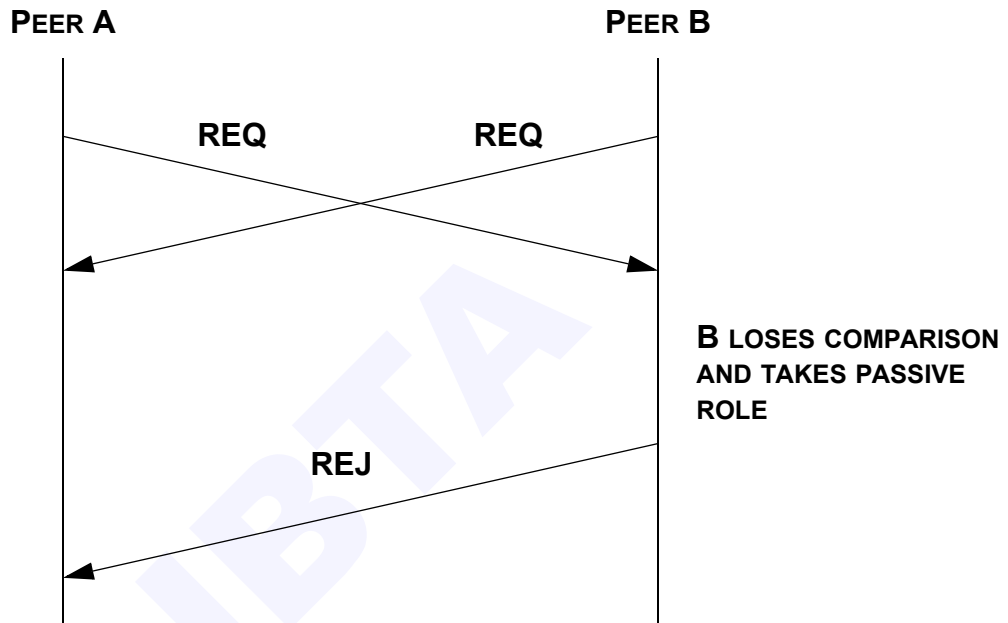 PEER A PEER B
REQ REQ
B LOSES COMPARISON
AND TAKES PASSIVE
ROLE
REJ
IBTA